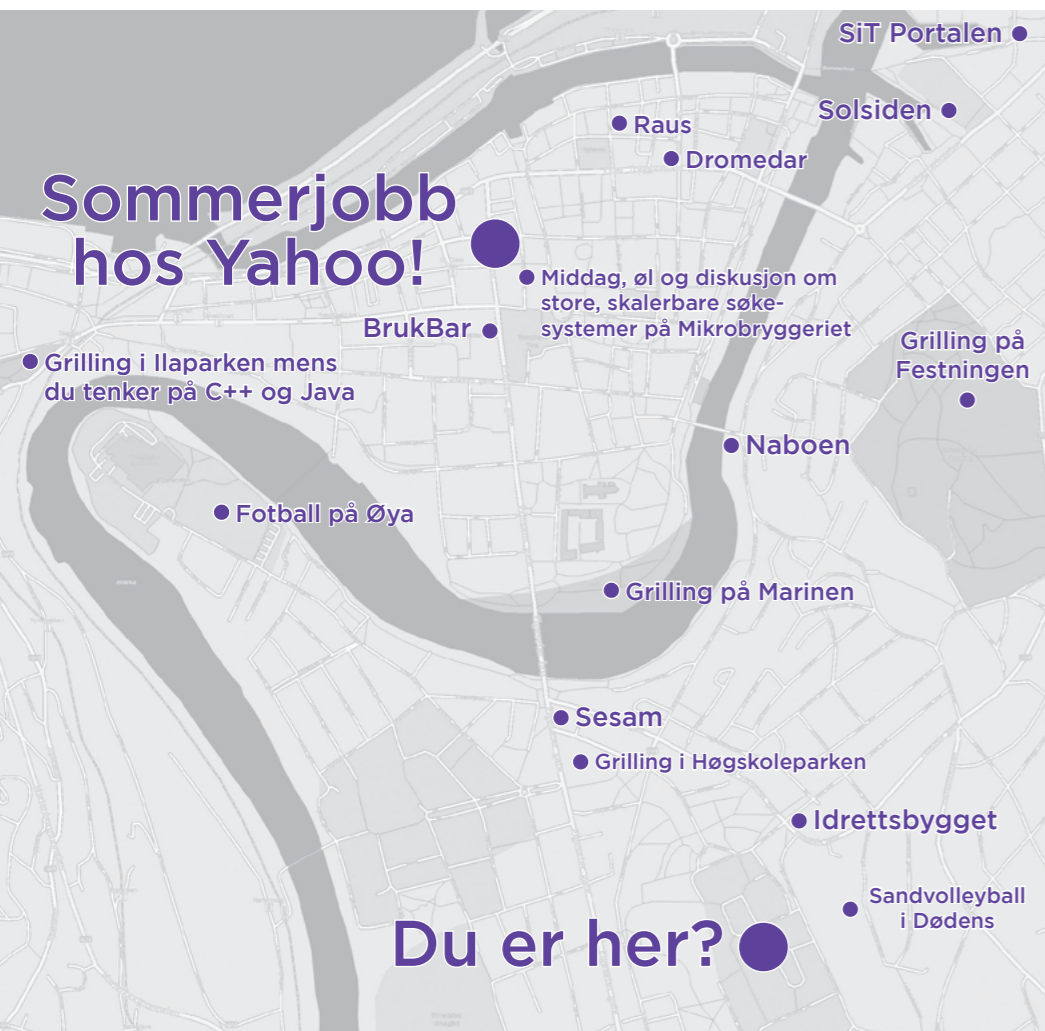 SiT Portalen
Solsiden
Raus
Dromedar
Sommerjobb
hos Yahoo!
Middag, øl og diskusjon om
store, skalerbare søke-
systemer på Mikrobryggeriet
BrukBar
Grilling på
Festningen
Grilling i Ilaparken mens
du tenker på C++ og Java
Naboen
Fotball på Øya
Grilling på Marinen
Sesam
Grilling i Høgskoleparken
Idrettsbygget
Sandvolleyball
i Dødens
Du er her?